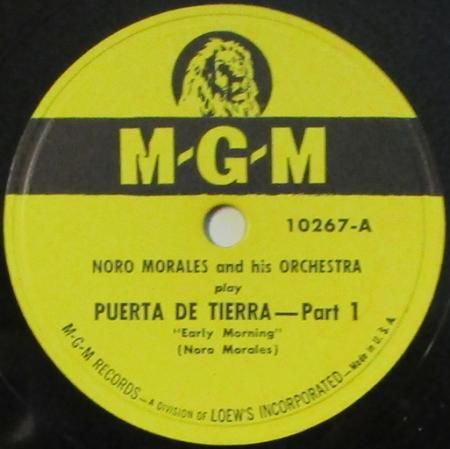 M-G-M
10267-A
NORO MORALES and his ORCHESTRA
play
PUERTA DE TIERRA—Part 1
"Early Morning"
(Noro Morales)
M-G-M RECORDS—A DIVISION OF LOEW'S INCORPORATED—Made in U. S. A.